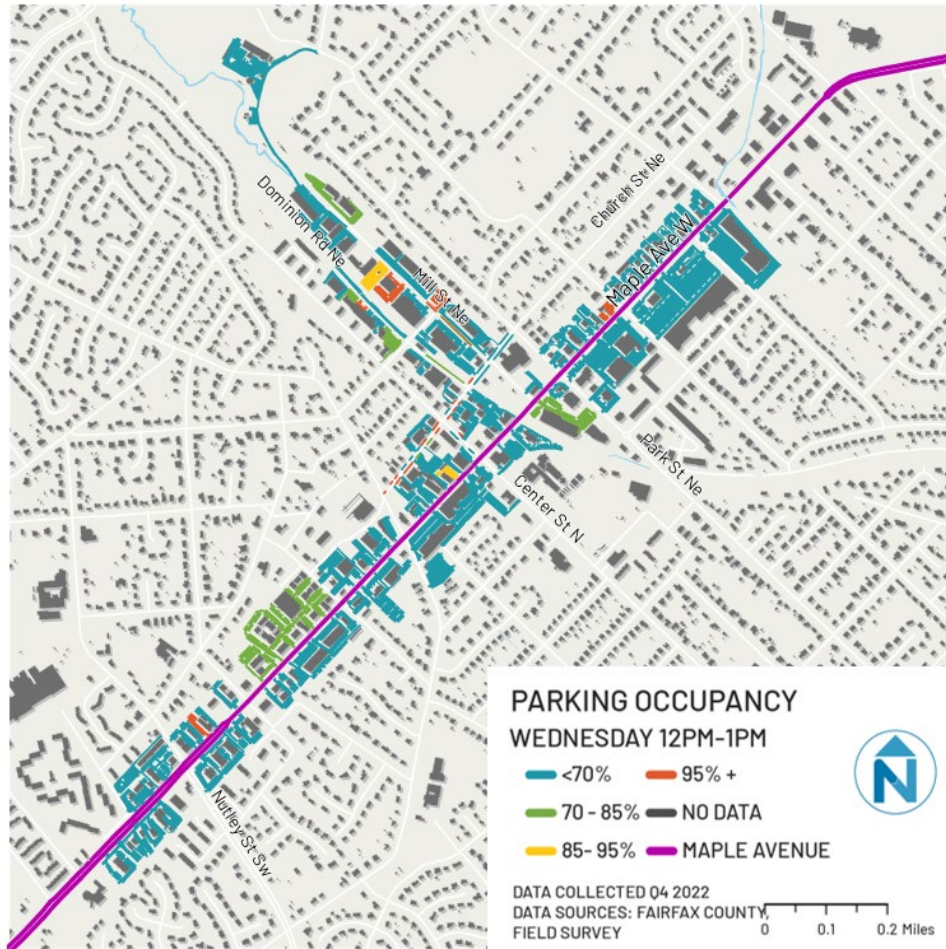 Church St Ne
Dominion Rd Ne
Maple Ave W
Mill St Ne
Park St Ne
Center St N
Nutley St Sw
PARKING OCCUPANCY
WEDNESDAY 12PM-1PM
<70% 95% +
70 - 85% NO DATA
85- 95% MAPLE AVENUE
N
DATA COLLECTED Q4 2022
DATA SOURCES: FAIRFAX COUNTY,
FIELD SURVEY
0 0.1 0.2 Miles